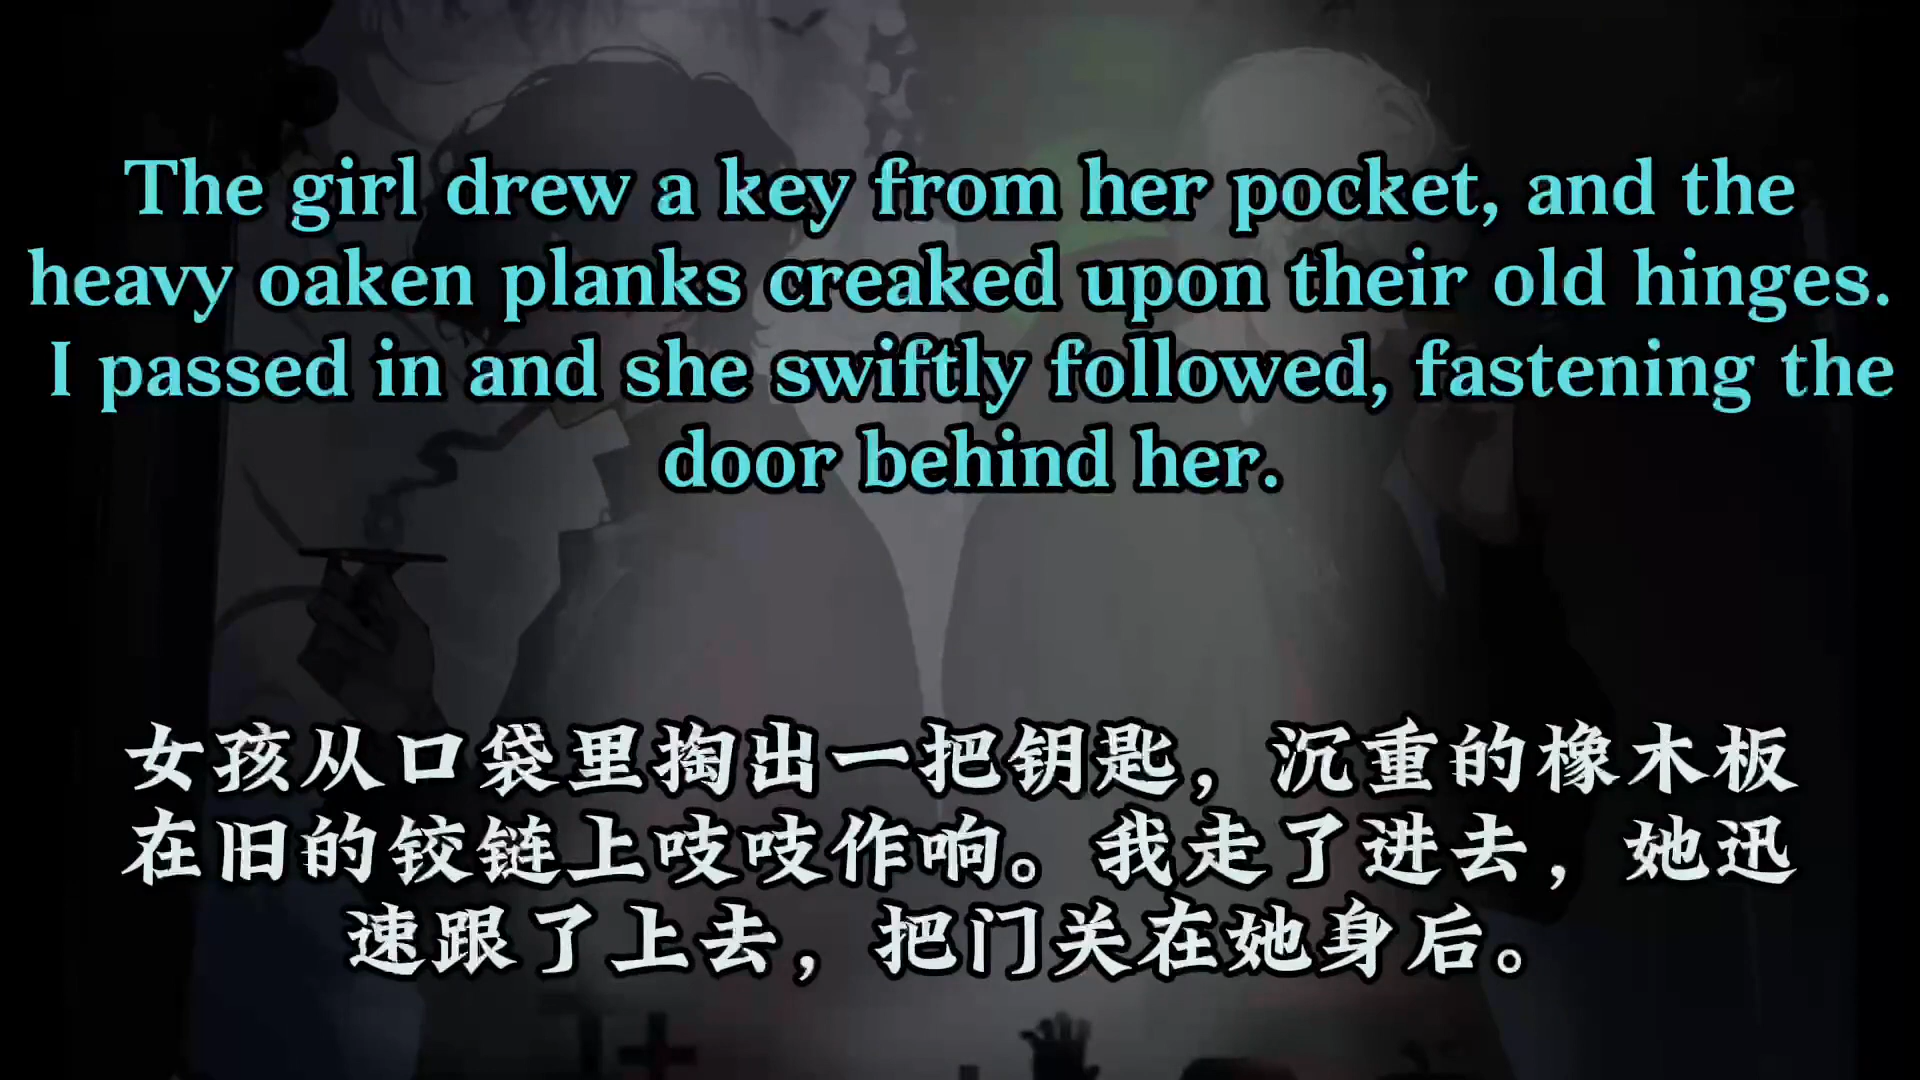 The girl drew a key from her pocket, and the
heavy oaken planks creaked upon their old hinges.
I passed in and she swiftly followed, fastening the
door behind her.
女孩从口袋里掏出一把钥匙，沉重的橡木板
在旧的铰链上吱吱作响。我走了进去，她迅
速跟了上去，把门关在她身后。